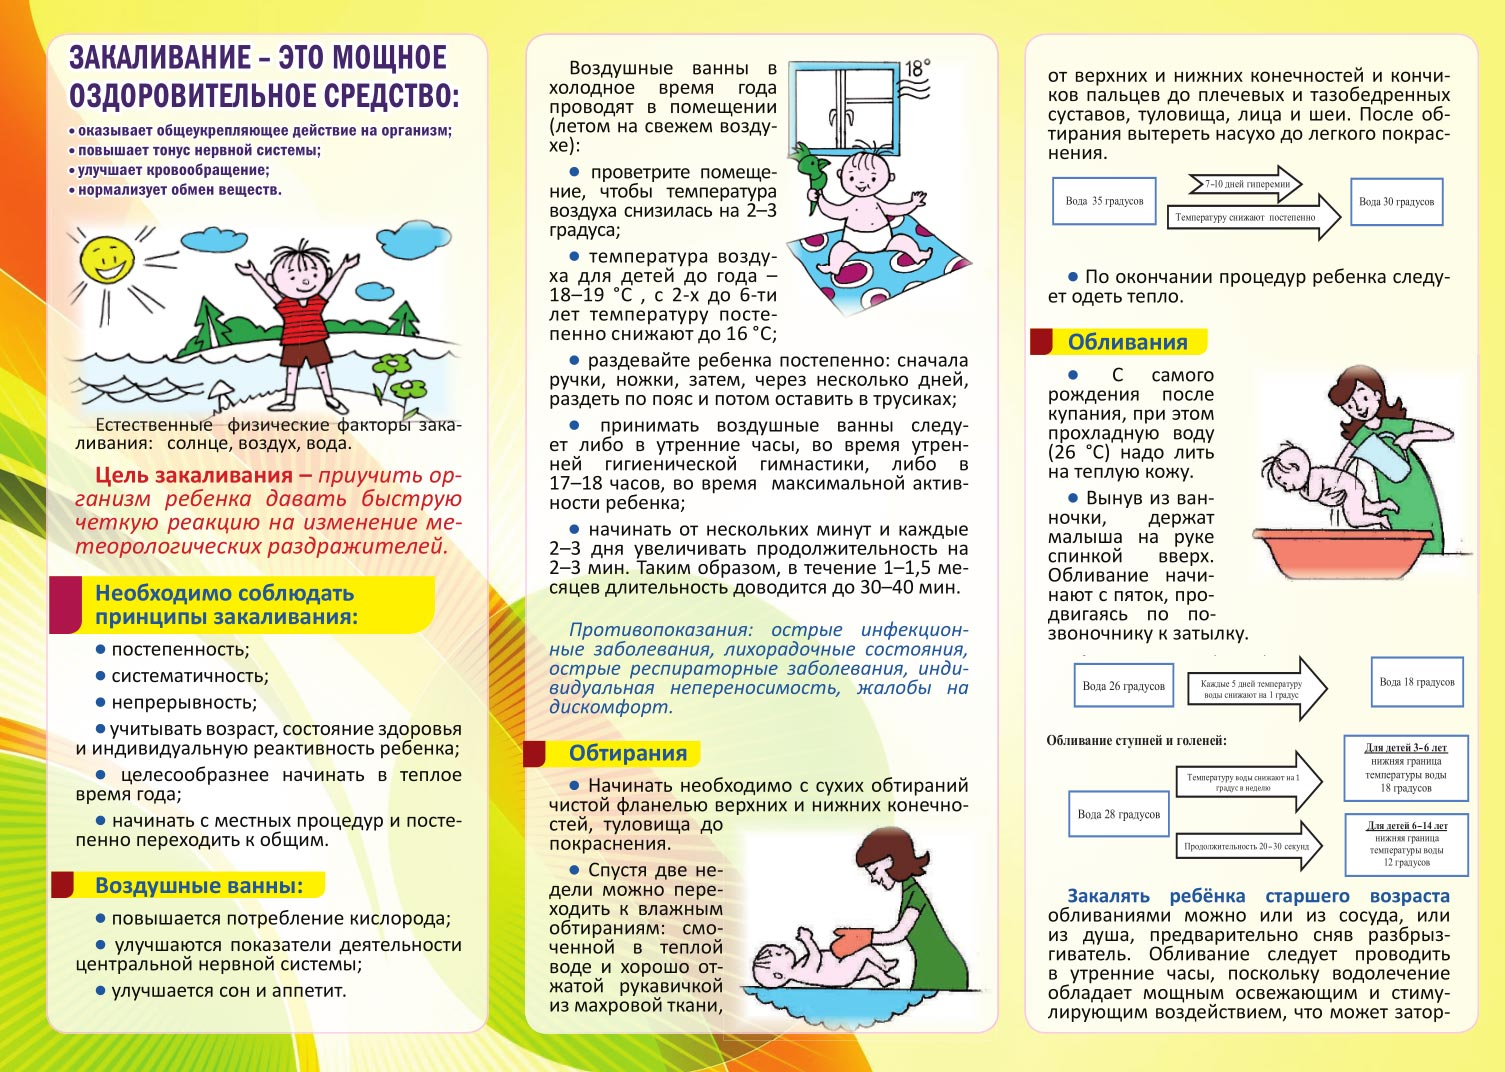 ЗАКАЛИВАНИЕ – ЭТО МОЩНОЕ
ОЗДОРОВИТЕЛЬНОЕ СРЕДСТВО:
• оказывает общеукрепляющее действие на организм;
• повышает тонус нервной системы;
• улучшает кровообращение;
• нормализует обмен веществ.
Естественные физические факторы зака-
ливания: солнце, воздух, вода.
Цель закаливания – приучить ор-
ганизм ребенка давать быструю
четкую реакцию на изменение ме-
теорологических раздражителей.
Необходимо соблюдать
принципы закаливания:
• постепенность;
• систематичность;
• непрерывность;
• учитывать возраст, состояние здоровья
и индивидуальную реактивность ребенка;
• целесообразнее начинать в теплое
время года;
• начинать с местных процедур и посте-
пенно переходить к общим.
Воздушные ванны:
• повышается потребление кислорода;
• улучшаются показатели деятельности
центральной нервной системы;
• улучшается сон и аппетит.
Воздушные ванны в
холодное время года
проводят в помещении
(летом на свежем возду-
хе):
18°
• проветрите помеще-
ние, чтобы температура
воздуха снизилась на 2–3
градуса;
• температура возду-
ха для детей до года –
18–19 °С , с 2-х до 6-ти
лет температуру посте-
пенно снижают до 16 °С;
• раздевайте ребенка постепенно: сначала
ручки, ножки, затем, через несколько дней,
раздеть по пояс и потом оставить в трусиках;
• принимать воздушные ванны следу-
ет либо в утренние часы, во время утрен-
ней гигиенической гимнастики, либо в
17–18 часов, во время максимальной актив-
ности ребенка;
• начинать от нескольких минут и каждые
2–3 дня увеличивать продолжительность на
2–3 мин. Таким образом, в течение 1–1,5 ме-
сяцев длительность доводится до 30–40 мин.
Противопоказания: острые инфекцион-
ные заболевания, лихорадочные состояния,
острые респираторные заболевания, инди-
видуальная непереносимость, жалобы на
дискомфорт.
Обтирания
• Начинать необходимо с сухих обтираний
чистой фланелью верхних и нижних конечно-
стей, туловища до
покраснения.
• Спустя две не-
дели можно пере-
ходить к влажным
обтираниям: смо-
ченной в теплой
воде и хорошо от-
жатой рукавичкой
из махровой ткани,
от верхних и нижних конечностей и кончи-
ков пальцев до плечевых и тазобедренных
суставов, туловища, лица и шеи. После об-
тирания вытереть насухо до легкого покрас-
нения.
Вода 35 градусов
7–10 дней гиперемии
Температуру снижают постепенно
Вода 30 градусов
• По окончании процедур ребенка следу-
ет одеть тепло.
Обливания
• С самого
рождения после
купания, при этом
прохладную воду
(26 °С) надо лить
на теплую кожу.
• Вынув из ван-
ночки, держат
малыша на руке
спинкой вверх.
Обливание начи-
нают с пяток, про-
двигаясь по по-
звоночнику к затылку.
Вода 26 градусов
Каждые 5 дней температуру
воды снижают на 1 градус
Вода 18 градусов
Обливание ступней и голеней:
Вода 28 градусов
Температуру воды снижают на 1
градус в неделю
Для детей 3–6 лет
нижняя граница
температуры воды
18 градусов
Продолжительность 20–30 секунд
Для детей 6–14 лет
нижняя граница
температуры воды
12 градусов
Закалять ребёнка старшего возраста
обливаниями можно или из сосуда, или
из душа, предварительно сняв разбрыз-
гиватель. Обливание следует проводить
в утренние часы, поскольку водолечение
обладает мощным освежающим и стиму-
лирующим воздействием, что может затор-